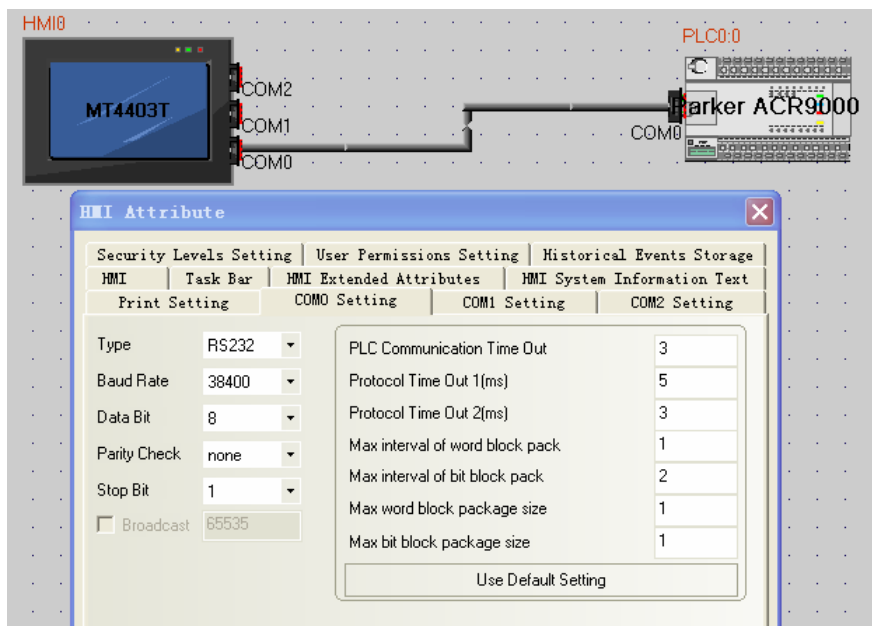 HMI0
PLC0:0
COM2
MT4403T
Parker ACR9000
COM1
COM0
COM0
HMI Attribute
Security Levels Setting User Permissions Setting Historical Events Storage
HMI Task Bar HMI Extended Attributes HMI System Information Text
Print Setting COM0 Setting COM1 Setting COM2 Setting
Type RS232 PLC Communication Time Out 3
Baud Rate 38400 Protocol Time Out 1(ms) 5
Data Bit 8 Protocol Time Out 2(ms) 3
Parity Check none Max interval of word block pack 1
Stop Bit 1 Max interval of bit block pack 2
Broadcast 65535 Max word block package size 1
Max bit block package size 1
Use Default Setting